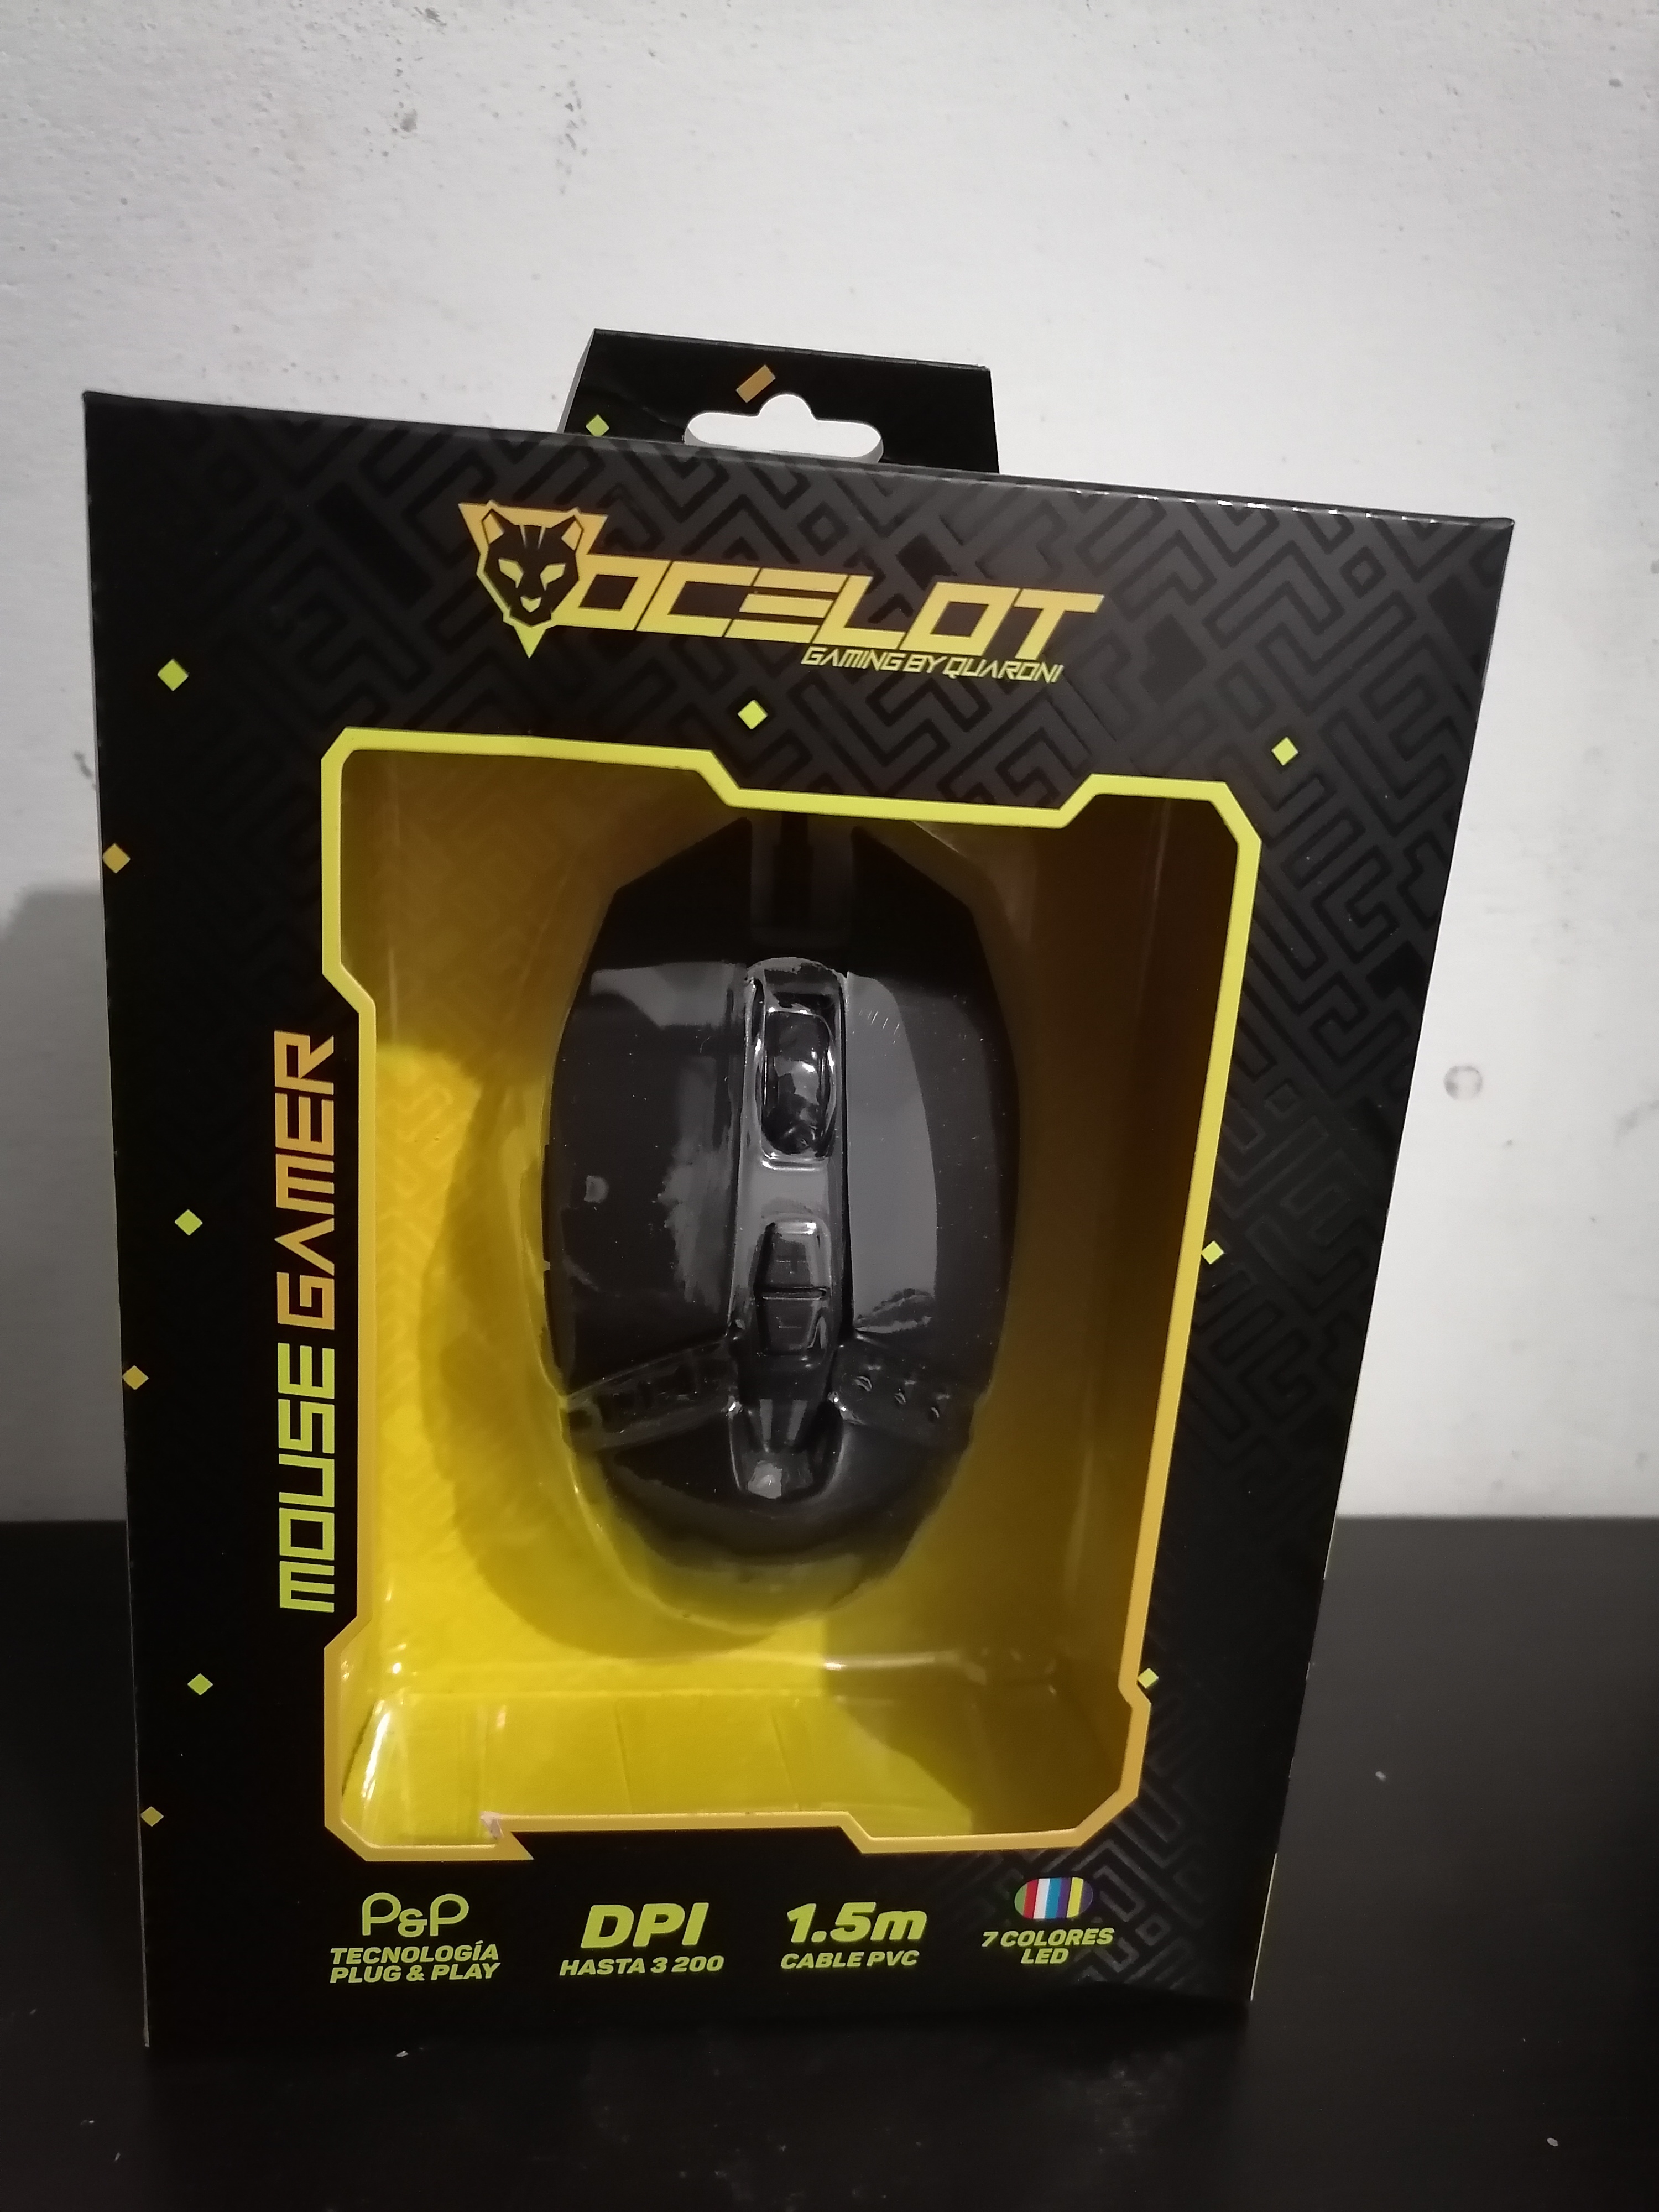 OCELOT
GAMING BY QUARONI
MOUSE GAMER
P&P
TECNOLOGÍA
PLUG & PLAY
DPI
HASTA 3 200
1.5m
CABLE PVC
7 COLORES
LED